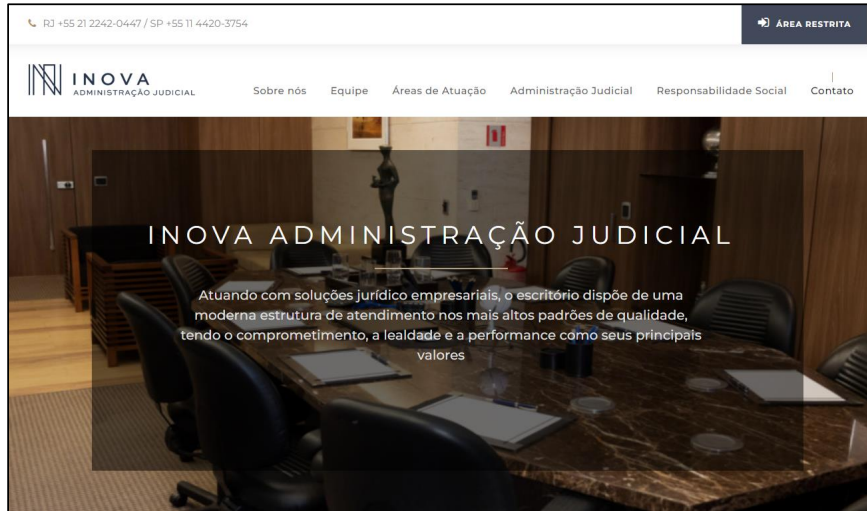 RJ +55 21 2242-0447 / SP +55 11 4420-3754
ÁREA RESTRITA
INOVA
ADMINISTRAÇÃO JUDICIAL
Sobre nós Equipe Áreas de Atuação Administração Judicial Responsabilidade Social Contato
INOVA ADMINISTRAÇÃO JUDICIAL
Atuando com soluções jurídico empresariais, o escritório dispõe de uma
moderna estrutura de atendimento nos mais altos padrões de qualidade,
tendo o comprometimento, a lealdade e a performance como seus principais
valores